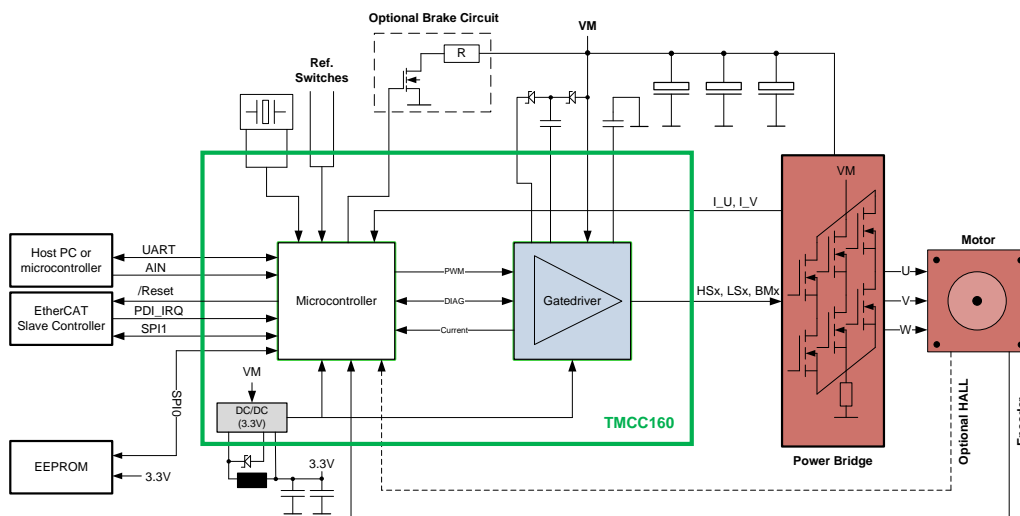 Optional Brake Circuit
VM
R
Ref.
Switches
VM
I_U, I_V
Motor
Host PC or
microcontroller
UART
AIN
Microcontroller
PWM
DIAG
Current
Gatedriver
HSx, LSx, BMx
U
V
W
EtherCAT
Slave Controller
/Reset
PDI_IRQ
SPI1
SPI0
VM
DC/DC
(3.3V)
TMCC160
Power Bridge
Optional HALL
EEPROM
3.3V
3.3V